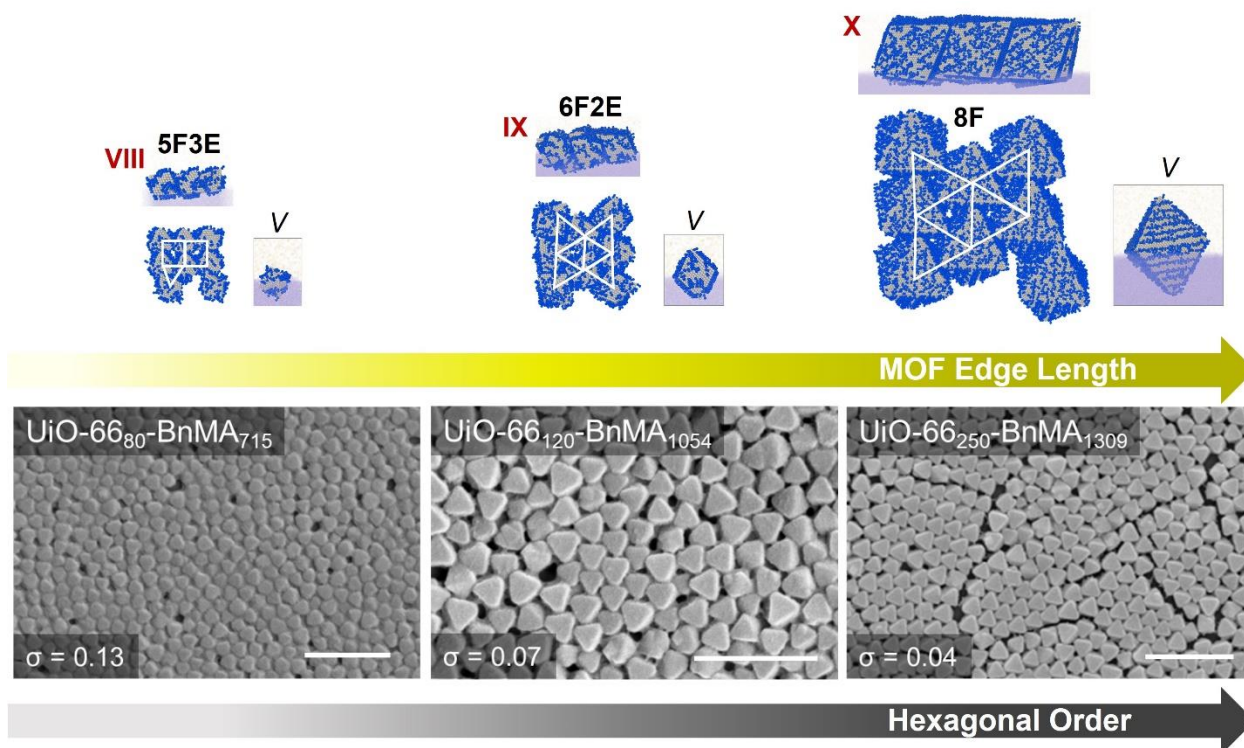 X
8F
IX
6F2E
VIII
5F3E
V
V
V
MOF Edge Length
UiO-66₈₀-BnMA₇₁₅
UiO-66₁₂₀-BnMA₁₀₅₄
UiO-66₂₅₀-BnMA₁₃₀₉
σ = 0.13
σ = 0.07
σ = 0.04
Hexagonal Order